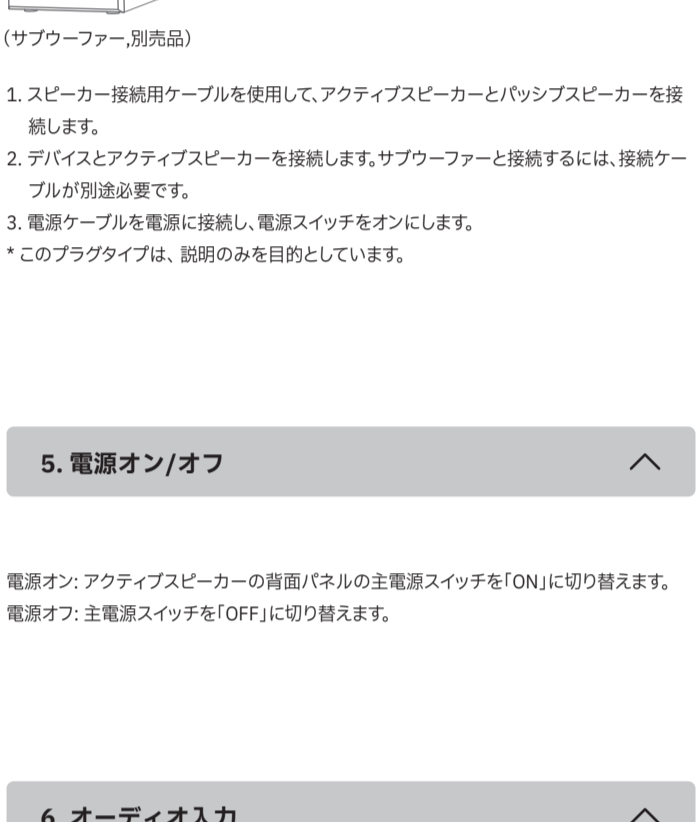 （サブウーファー,別売品）
1. スピーカー接続用ケーブルを使用して、アクティブスピーカーとパッシブスピーカーを接
続します。
2. デバイスとアクティブスピーカーを接続します。サブウーファーと接続するには、接続ケー
ブルが別途必要です。
3. 電源ケーブルを電源に接続し、電源スイッチをオンにします。
* このプラグタイプは、説明のみを目的としています。
5. 電源オン/オフ
電源オン: アクティブスピーカーの背面パネルの主電源スイッチを「ON」に切り替えます。
電源オフ: 主電源スイッチを「OFF」に切り替えます。
6. オーディオ入力